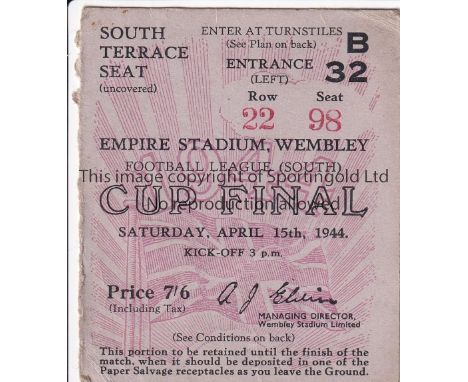 SOUTH
TERRACE
SEAT
(uncovered)
ENTER AT TURNSTILES
(See Plan on back)
B
ENTRANCE
(LEFT)
32
Row Seat
22 98
EMPIRE STADIUM, WEMBLEY
FOOTBALL LEAGUE (SOUTH)
This image copyright of Sportingold Ltd
CUP FINAL
No reproduction allowed
SATURDAY, APRIL 15th, 1944.
KICK-OFF 3 p.m.
Price 7/6
(Including Tax)
A J Elvin
MANAGING DIRECTOR,
Wembley Stadium Limited
(See Conditions on back)
This portion to be retained until the finish of the
match, when it should be deposited in one of the
Paper Salvage receptacles as you leave the Ground.